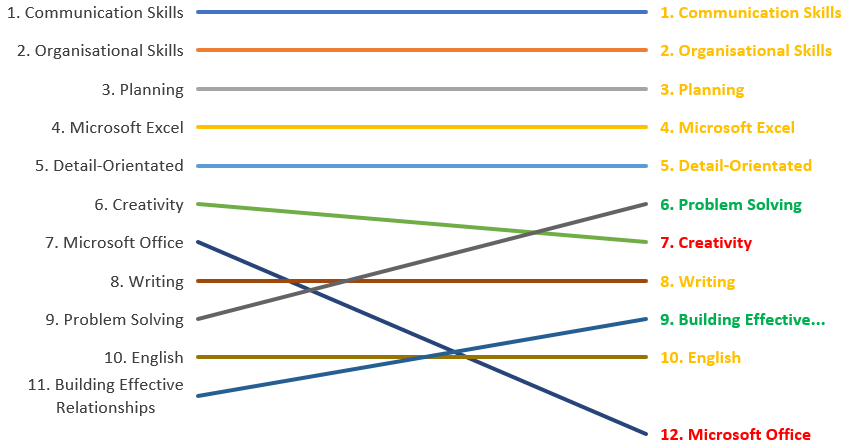 1. Communication Skills
2. Organisational Skills
3. Planning
4. Microsoft Excel
5. Detail-Orientated
6. Creativity
7. Microsoft Office
8. Writing
9. Problem Solving
10. English
11. Building Effective
Relationships
1. Communication Skills
2. Organisational Skills
3. Planning
4. Microsoft Excel
5. Detail-Orientated
6. Problem Solving
7. Creativity
8. Writing
9. Building Effective...
10. English
12. Microsoft Office